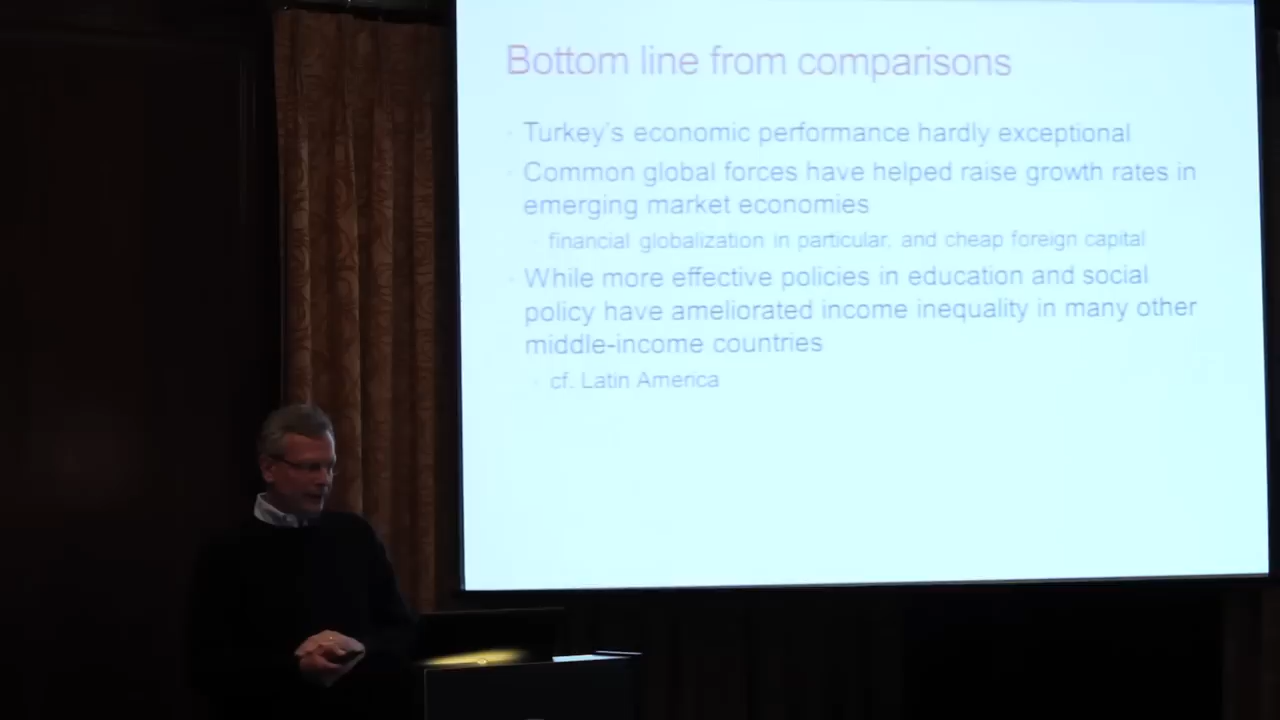 Bottom line from comparisons
Turkey's economic performance hardly exceptional
Common global forces have helped raise growth rates in
emerging market economies
financial globalization in particular, and cheap foreign capital
While more effective policies in education and social
policy have ameliorated income inequality in many other
middle-income countries
cf. Latin America